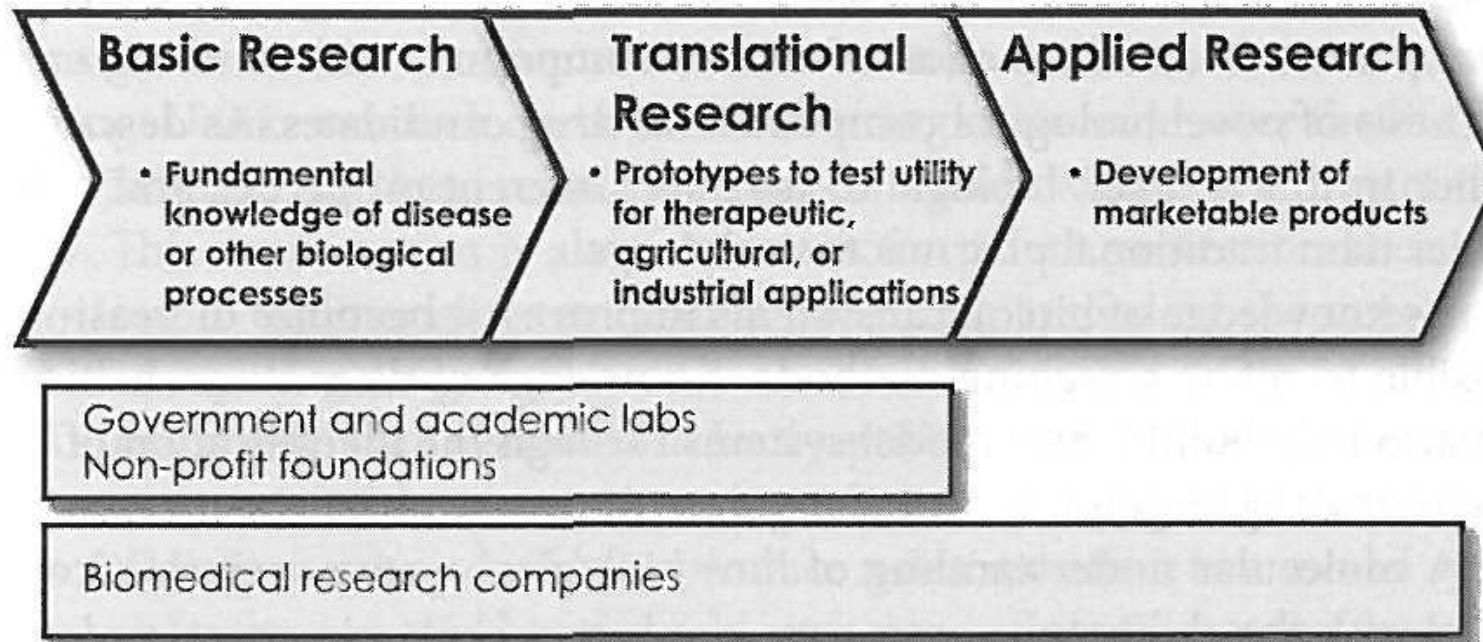 Basic Research
• Fundamental
knowledge of disease
or other biological
processes
Translational
Research
• Prototypes to test utility
for therapeutic,
agricultural, or
industrial applications
Applied Research
• Development of
marketable products
Government and academic labs
Non-profit foundations
Biomedical research companies